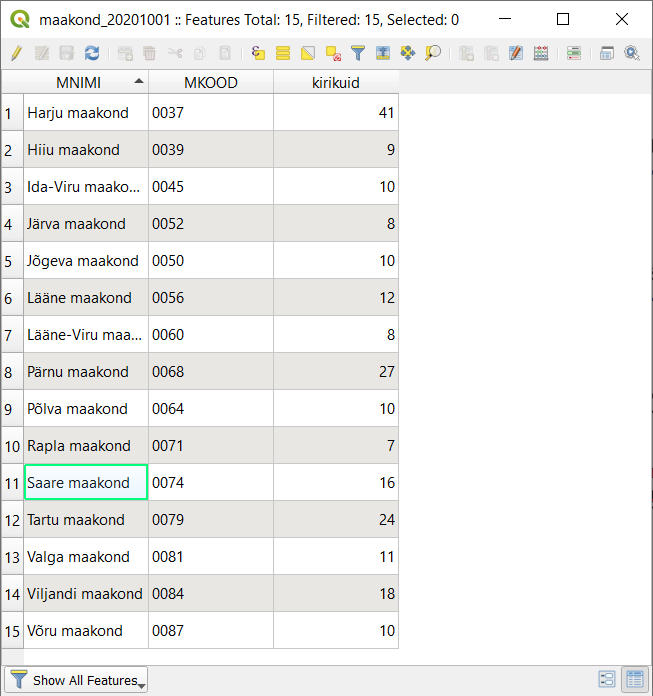 maakond_20201001 :: Features Total: 15, Filtered: 15, Selected: 0
MNIMI MKOOD kirikuid
1 Harju maakond 0037 41
2 Hiiu maakond 0039 9
3 Ida-Viru maako... 0045 10
4 Järva maakond 0052 8
5 Jõgeva maakond 0050 10
6 Lääne maakond 0056 12
7 Lääne-Viru maa... 0060 8
8 Pärnu maakond 0068 27
9 Põlva maakond 0064 10
10 Rapla maakond 0071 7
11 Saare maakond 0074 16
12 Tartu maakond 0079 24
13 Valga maakond 0081 11
14 Viljandi maakond 0084 18
15 Võru maakond 0087 10
Show All Features